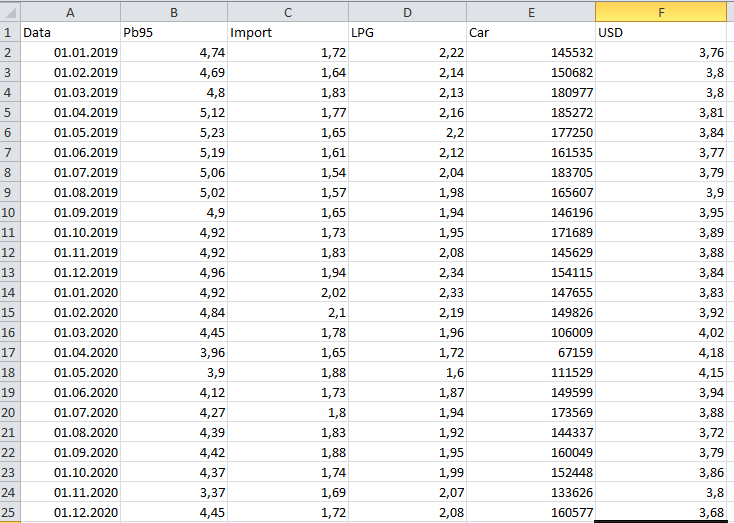 A B C D E F
1 Data Pb95 Import LPG Car USD
2 01.01.2019 4,74 1,72 2,22 145532 3,76
3 01.02.2019 4,69 1,64 2,14 150682 3,8
4 01.03.2019 4,8 1,83 2,13 180977 3,8
5 01.04.2019 5,12 1,77 2,16 185272 3,81
6 01.05.2019 5,23 1,65 2,2 177250 3,84
7 01.06.2019 5,19 1,61 2,12 161535 3,77
8 01.07.2019 5,06 1,54 2,04 183705 3,79
9 01.08.2019 5,02 1,57 1,98 165607 3,9
10 01.09.2019 4,9 1,65 1,94 146196 3,95
11 01.10.2019 4,92 1,73 1,95 171689 3,89
12 01.11.2019 4,92 1,83 2,08 145629 3,88
13 01.12.2019 4,96 1,94 2,34 154115 3,84
14 01.01.2020 4,92 2,02 2,33 147655 3,83
15 01.02.2020 4,84 2,1 2,19 149826 3,92
16 01.03.2020 4,45 1,78 1,96 106009 4,02
17 01.04.2020 3,96 1,65 1,72 67159 4,18
18 01.05.2020 3,9 1,88 1,6 111529 4,15
19 01.06.2020 4,12 1,73 1,87 149599 3,94
20 01.07.2020 4,27 1,8 1,94 173569 3,88
21 01.08.2020 4,39 1,83 1,92 144337 3,72
22 01.09.2020 4,42 1,88 1,95 160049 3,79
23 01.10.2020 4,37 1,74 1,99 152448 3,86
24 01.11.2020 3,37 1,69 2,07 133626 3,8
25 01.12.2020 4,45 1,72 2,08 160577 3,68